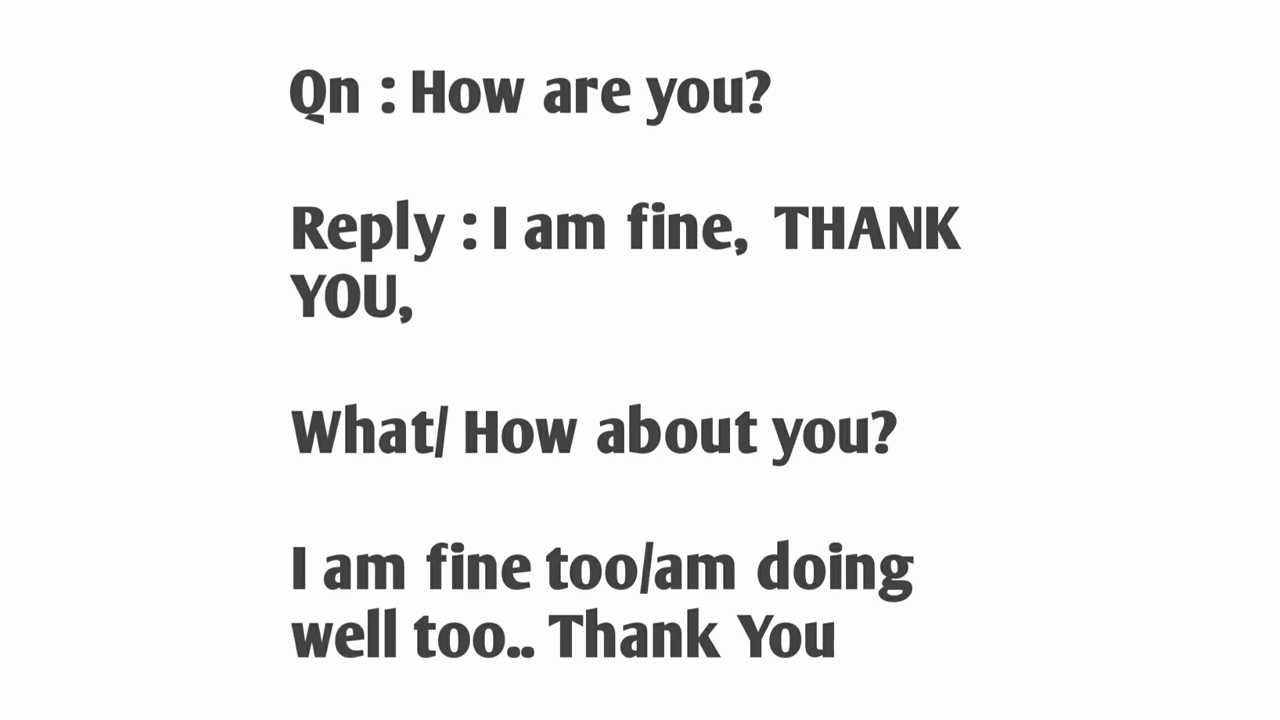 Qn : How are you?
Reply : I am fine, THANK
YOU,
What/ How about you?
I am fine too/am doing
well too.. Thank You